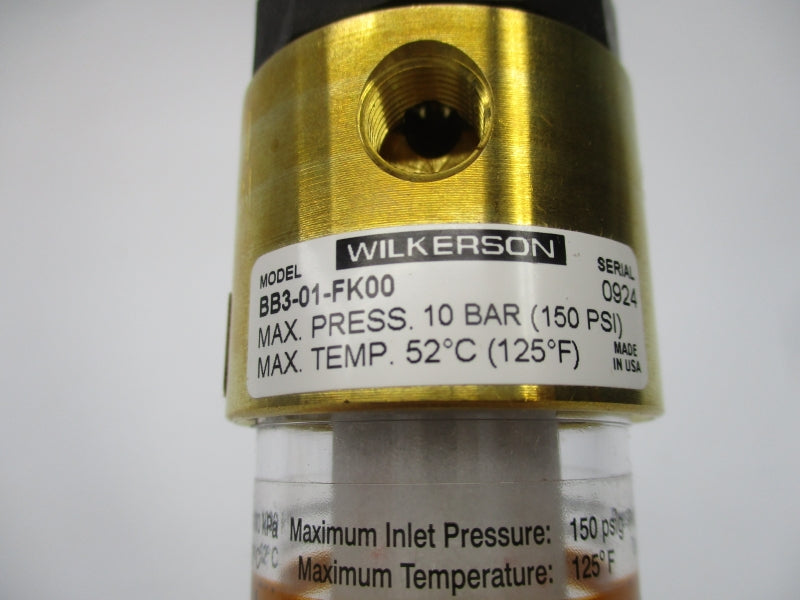 WILKERSON
MODEL
SERIAL
BB3-01-FK00
0924
MAX. PRESS. 10 BAR (150 PSI)
MAX. TEMP. 52°C (125°F)
MADE
IN USA
kPa
Maximum Inlet Pressure: 150 psig
°C
Maximum Temperature: 125°F